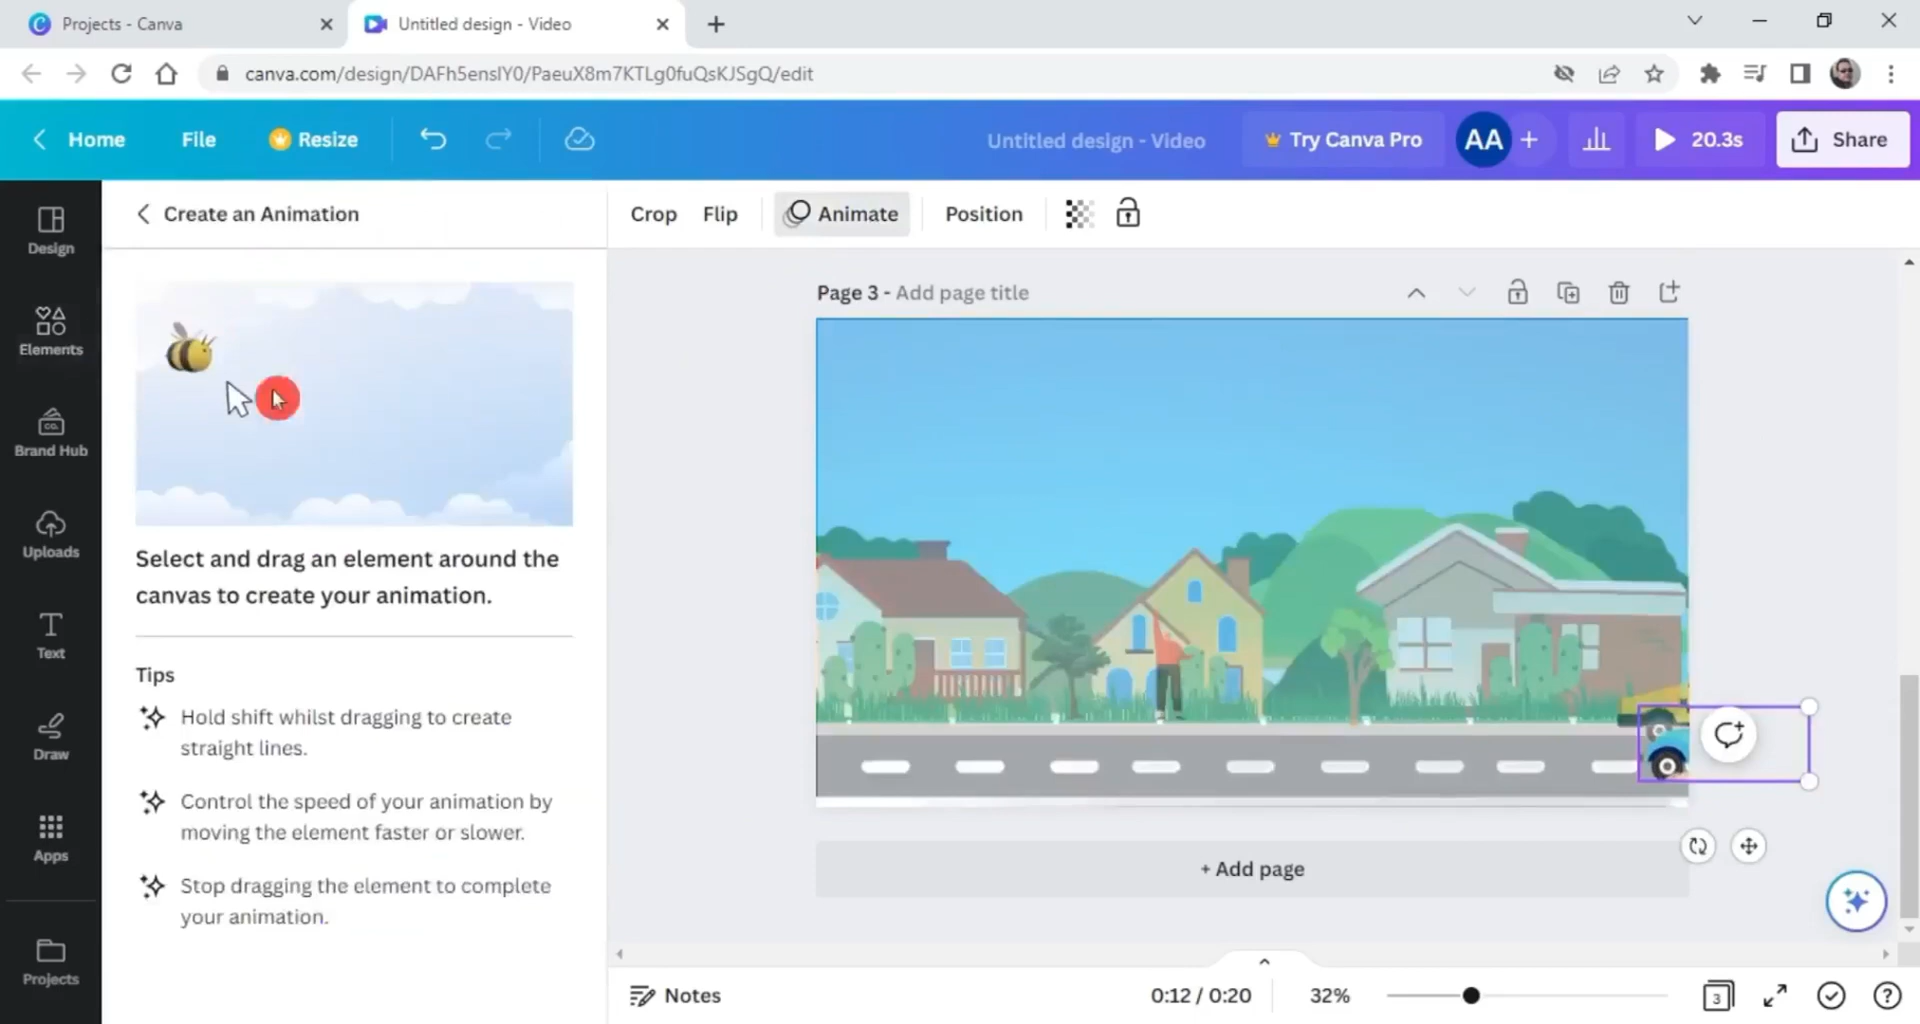 Projects - Canva
Untitled design - Video
canva.com/design/DAFh5enslY0/PaeuX8m7KTLg0fuQsKJSgQ/edit
Home
File
Resize
Untitled design - Video
Try Canva Pro
AA
20.3s
Share
Design
Elements
Brand Hub
CO.
Uploads
Text
Draw
Apps
Projects
Create an Animation
Select and drag an element around the
canvas to create your animation.
Tips
Hold shift whilst dragging to create
straight lines.
Control the speed of your animation by
moving the element faster or slower.
Stop dragging the element to complete
your animation.
Crop
Flip
Animate
Position
Page 3 - Add page title
+ Add page
Notes
0:12 / 0:20
32%
3